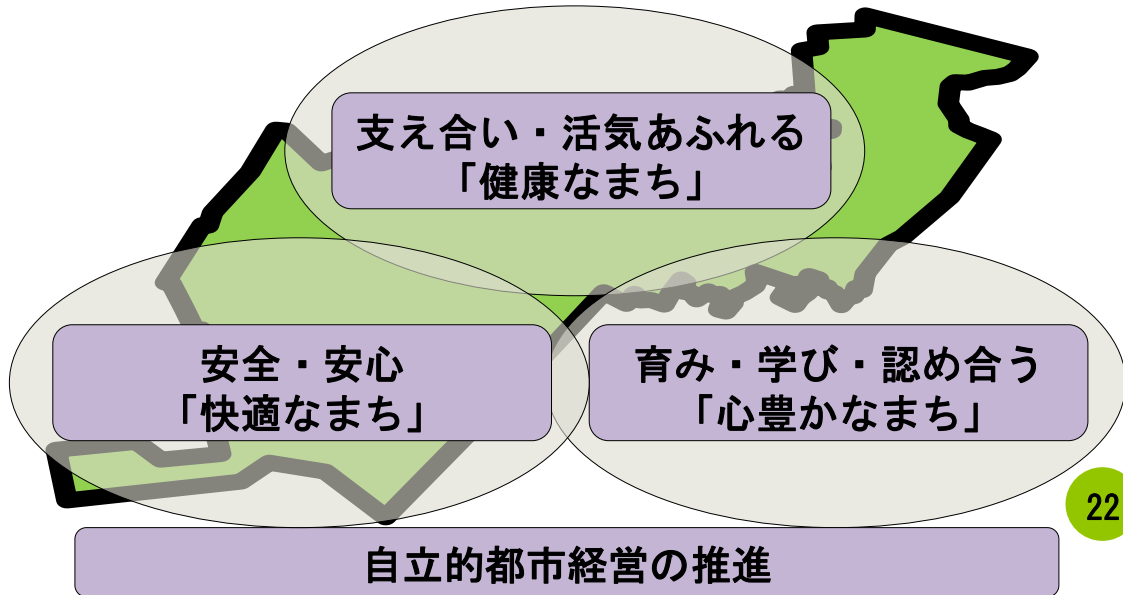 支え合い・活気あふれる
「健康なまち」
安全・安心
「快適なまち」
育み・学び・認め合う
「心豊かなまち」
22
自立的都市経営の推進